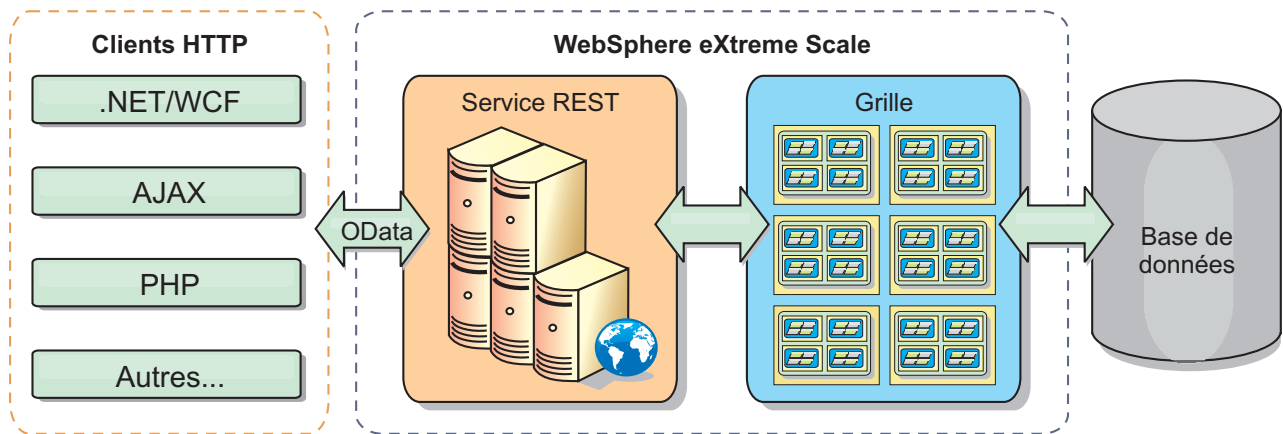 Clients HTTP
.NET/WCF
AJAX
PHP
Autres...
OData
WebSphere eXtreme Scale
Service REST
Grille
Base de
données